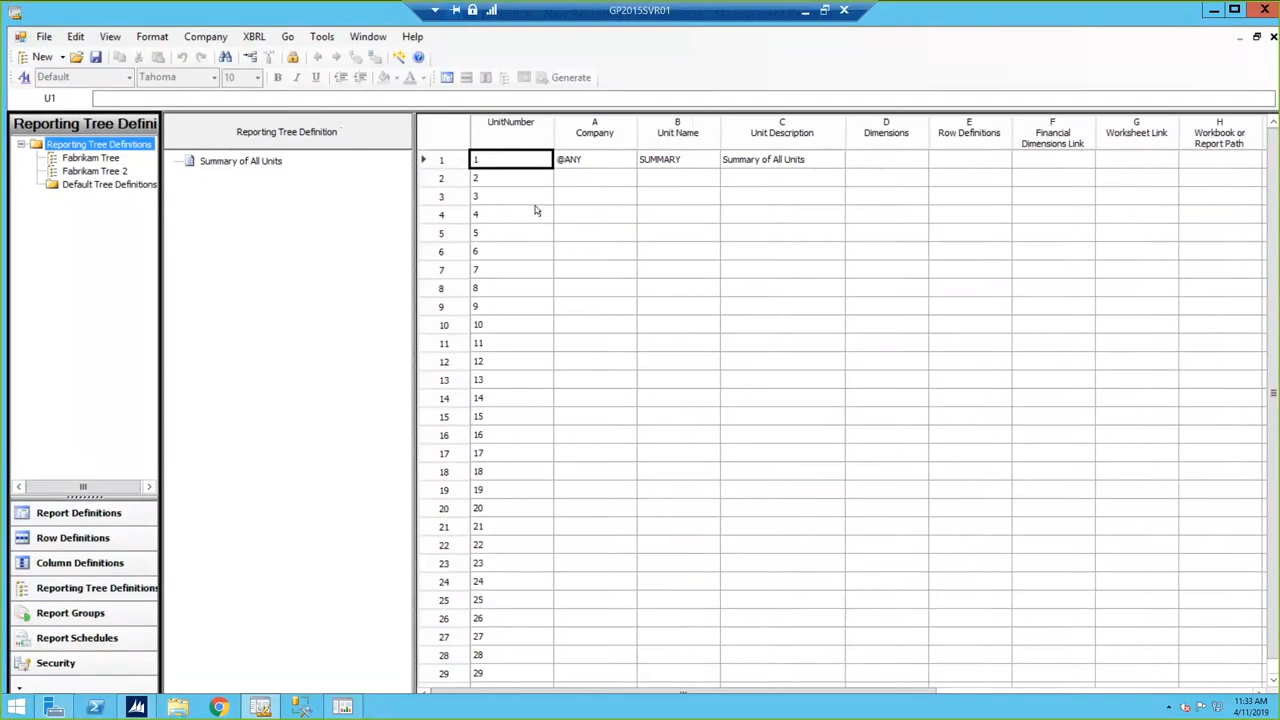 GP2015SVR01
File Edit View Format Company XBRL Go Tools Window Help
New
Default Tahoma 10 B I U Generate
U1
Reporting Tree Defini
Reporting Tree Definitions
Fabrikam Tree
Fabrikam Tree 2
Default Tree Definitions
Report Definitions
Row Definitions
Column Definitions
Reporting Tree Definitions
Report Groups
Report Schedules
Security
Reporting Tree Definition
Summary of All Units
UnitNumber A B C D E F G H
Company Unit Name Unit Description Dimensions Row Definitions Financial Dimensions Link Worksheet Link Workbook or Report Path
1 1 @ANY SUMMARY Summary of All Units
2 2
3 3
4 4
5 5
6 6
7 7
8 8
9 9
10 10
11 11
12 12
13 13
14 14
15 15
16 16
17 17
18 18
19 19
20 20
21 21
22 22
23 23
24 24
25 25
26 26
27 27
28 28
29 29
11:33 AM
4/11/2019